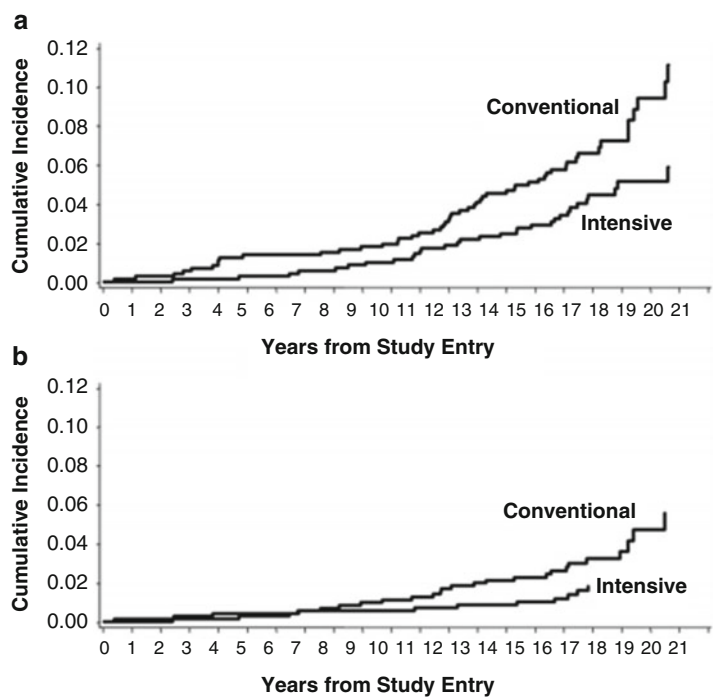 a
0.12
0.10
Conventional
0.08
0.06
Intensive
0.04
0.02
0.00
Cumulative Incidence
0 1 2 3 4 5 6 7 8 9 10 11 12 13 14 15 16 17 18 19 20 21
Years from Study Entry
b
0.12
0.10
0.08
0.06
Conventional
0.04
0.02
Intensive
0.00
Cumulative Incidence
0 1 2 3 4 5 6 7 8 9 10 11 12 13 14 15 16 17 18 19 20 21
Years from Study Entry